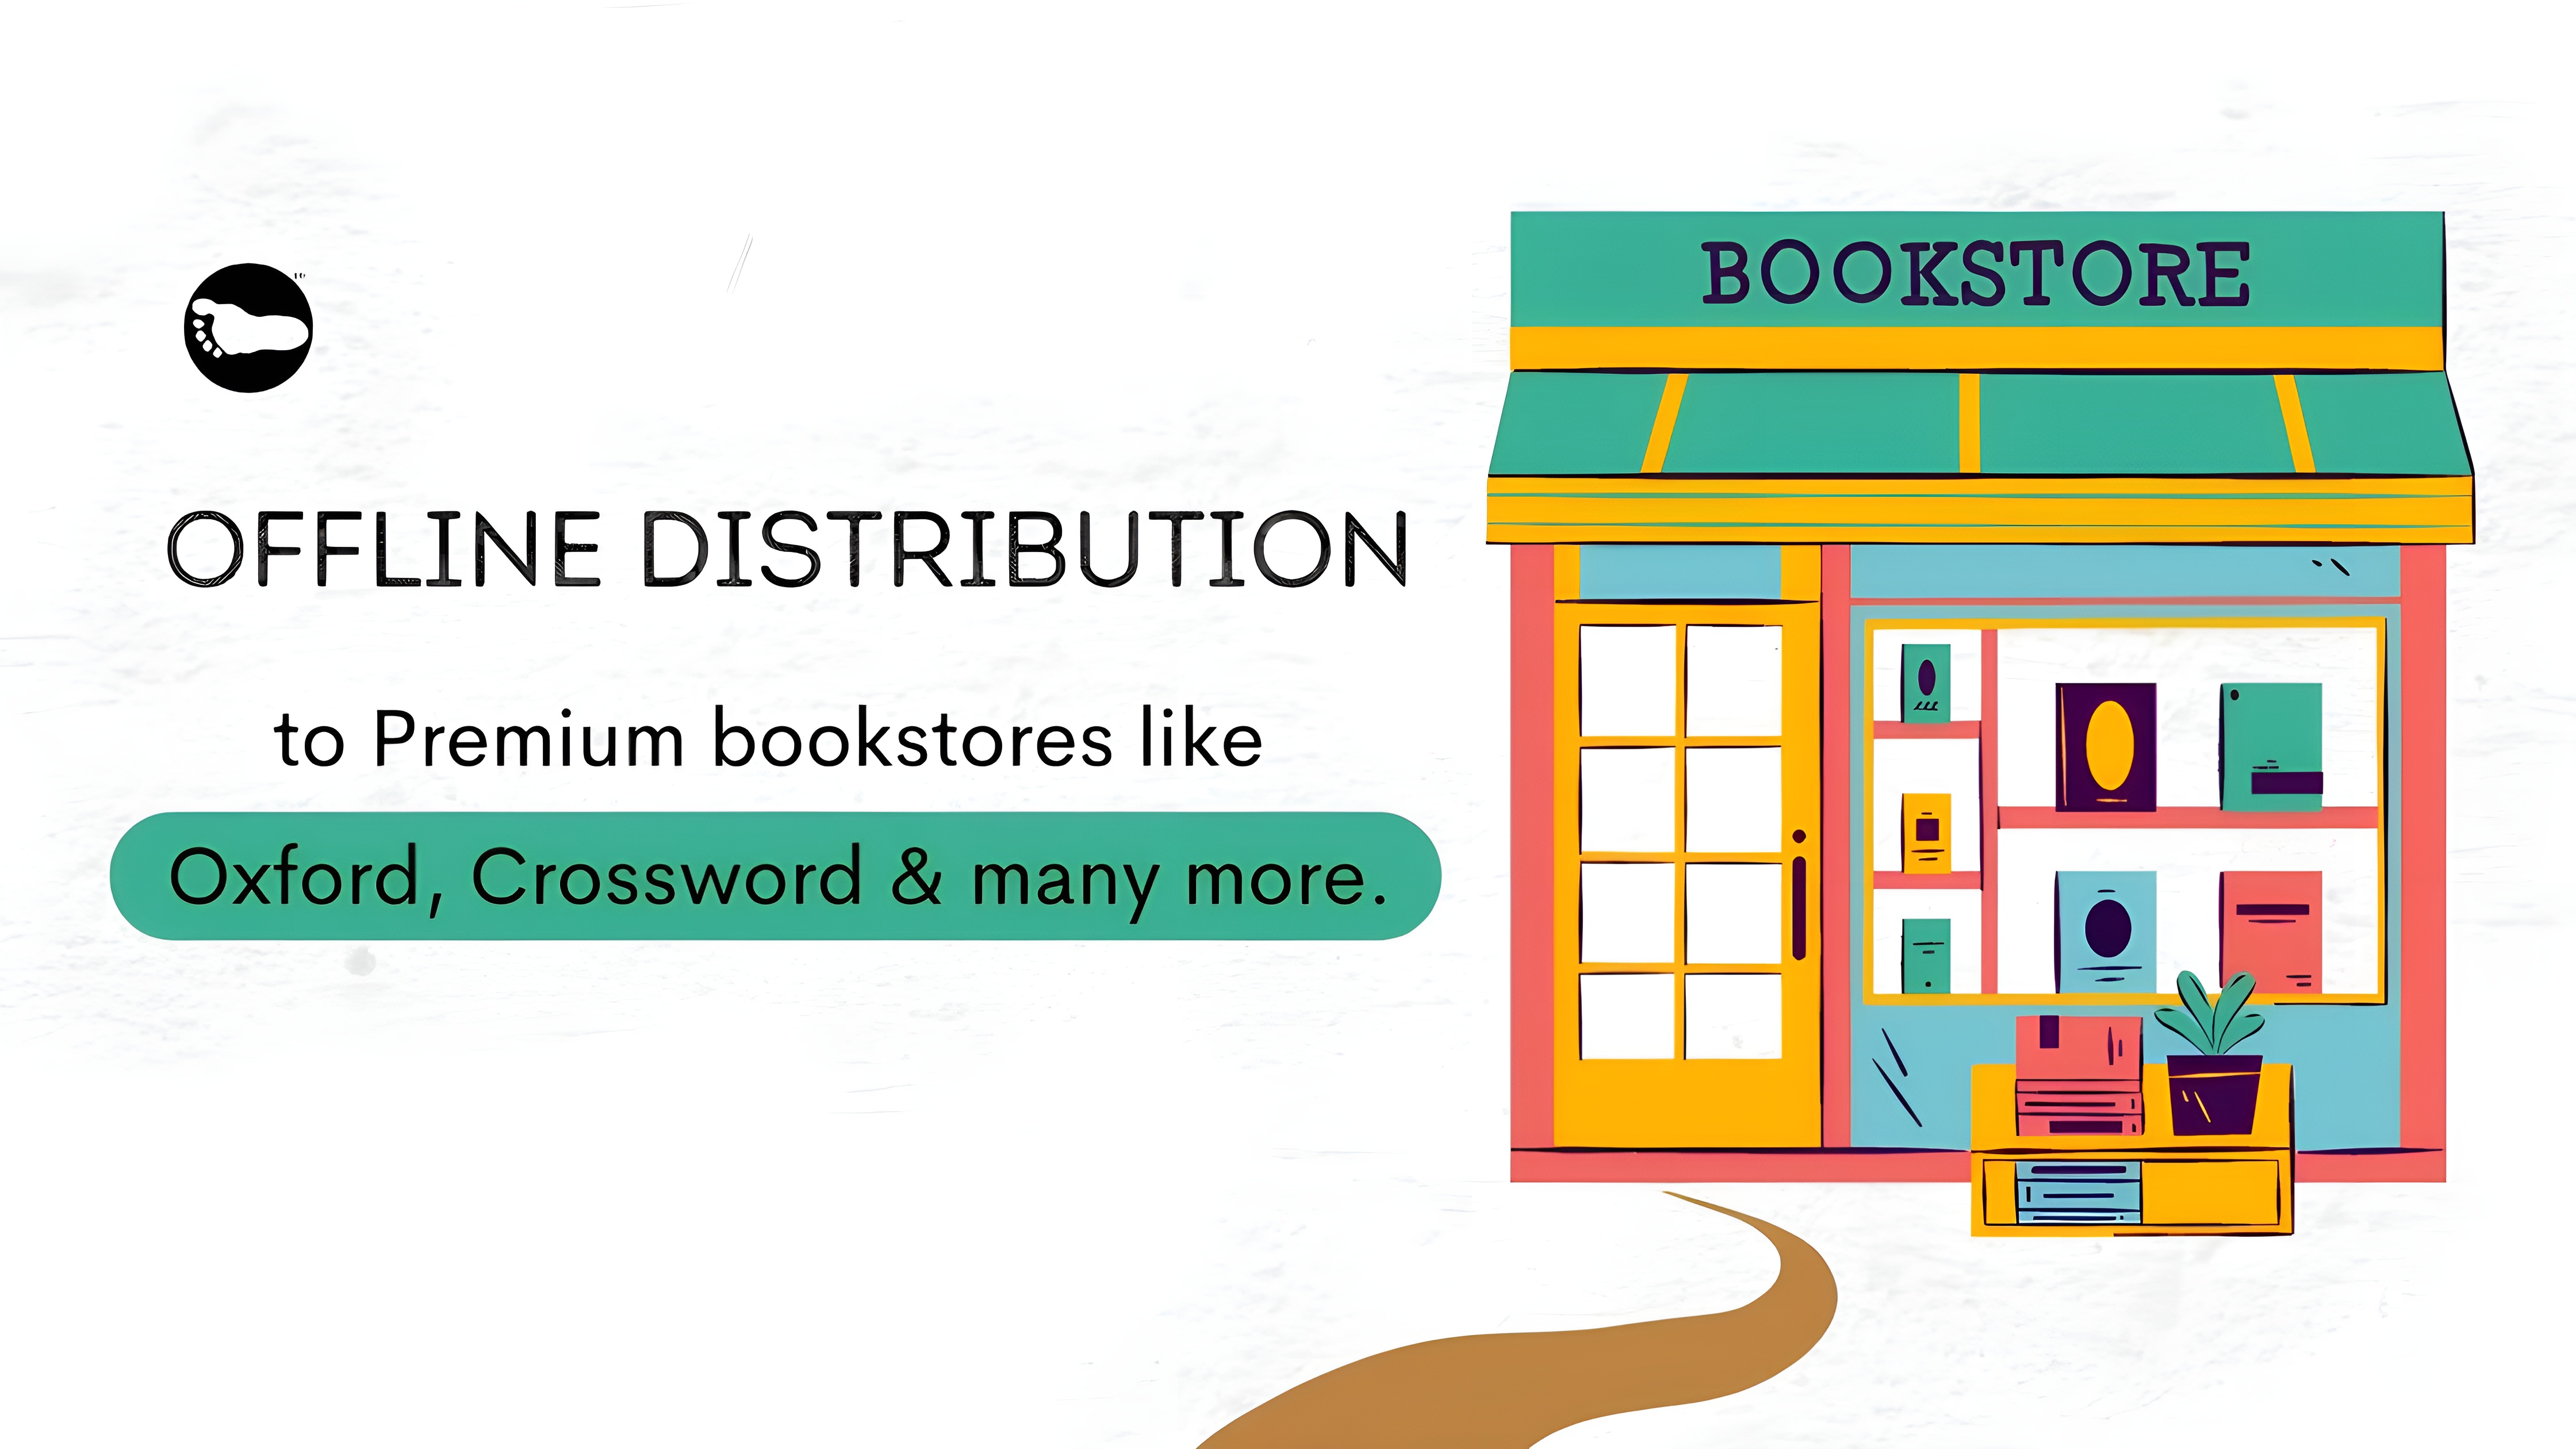 OFFLINE DISTRIBUTION
to Premium bookstores like
Oxford, Crossword & many more.
BOOKSTORE